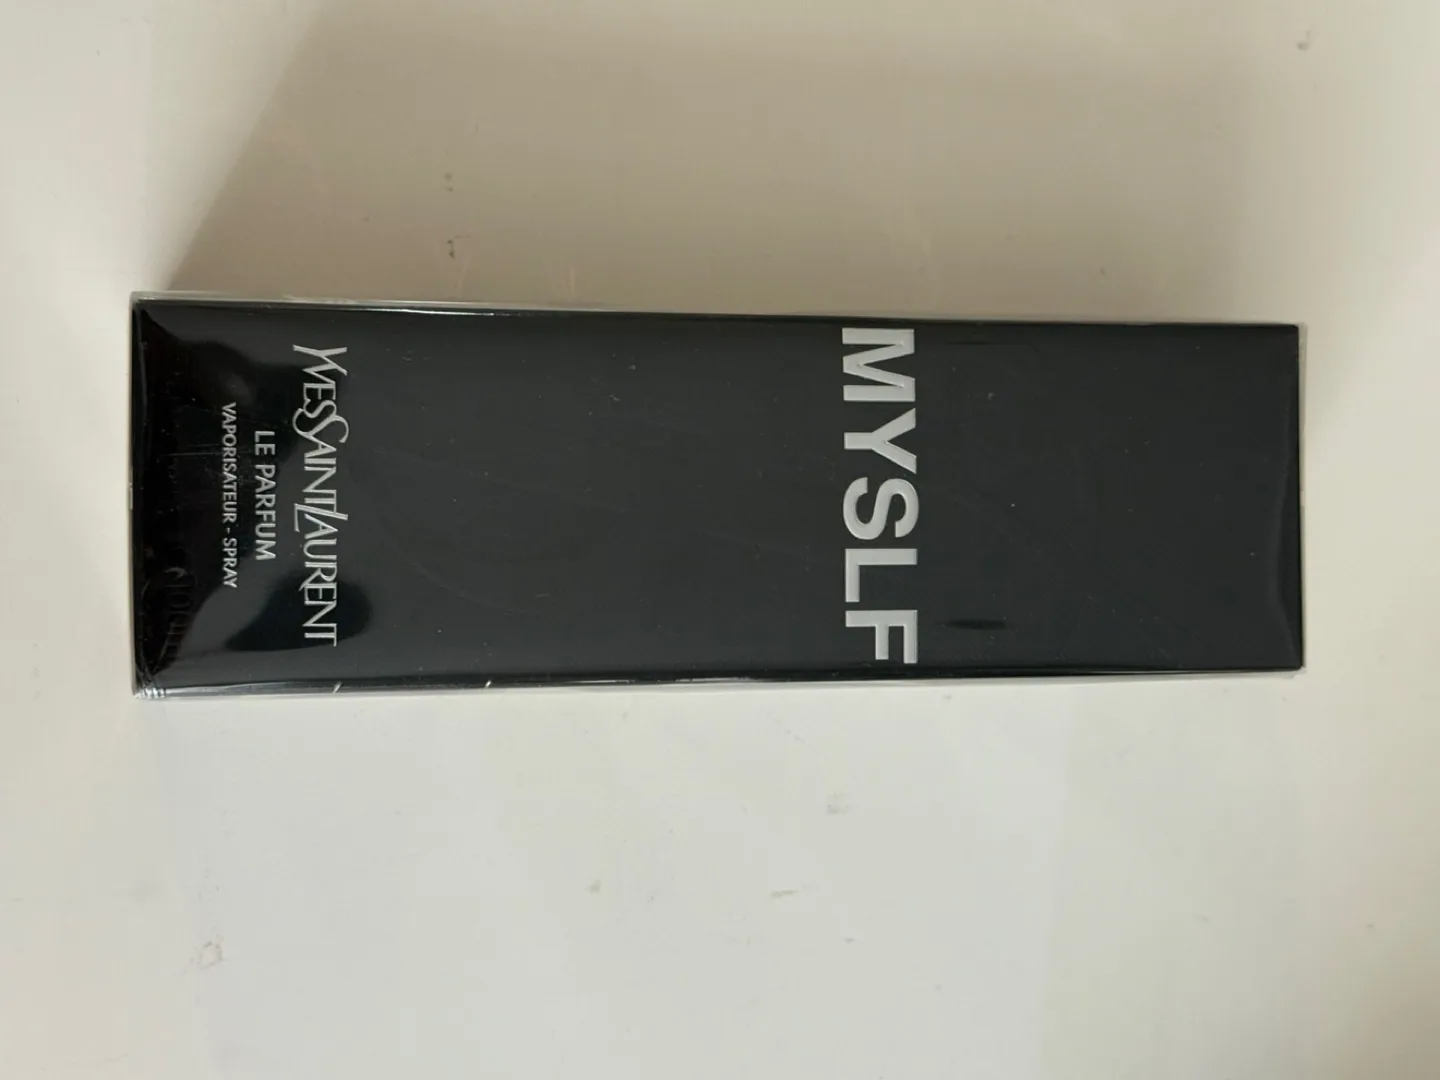 MYSLF
YVESSAINTLAURENT
LE PARFUM
VAPORISATEUR - SPRAY